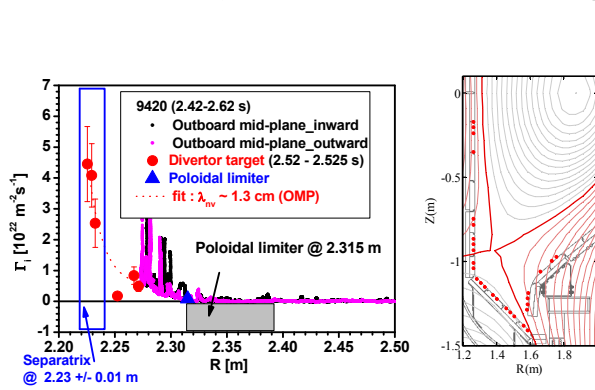 7
6
5
4
3
2
1
0
-1
Γi [10^22 m^-2 s^-1]
9420 (2.42-2.62 s)
Outboard mid-plane_inward
Outboard mid-plane_outward
Divertor target (2.52 - 2.525 s)
Poloidal limiter
fit : λnv ~ 1.3 cm (OMP)
Poloidal limiter @ 2.315 m
2.20 2.25 2.30 2.35 2.40 2.45 2.50
R [m]
Separatrix
@ 2.23 +/- 0.01 m
0
-0.5
-1
-1.5
Z(m)
1.2 1.4 1.6 1.8
R(m)